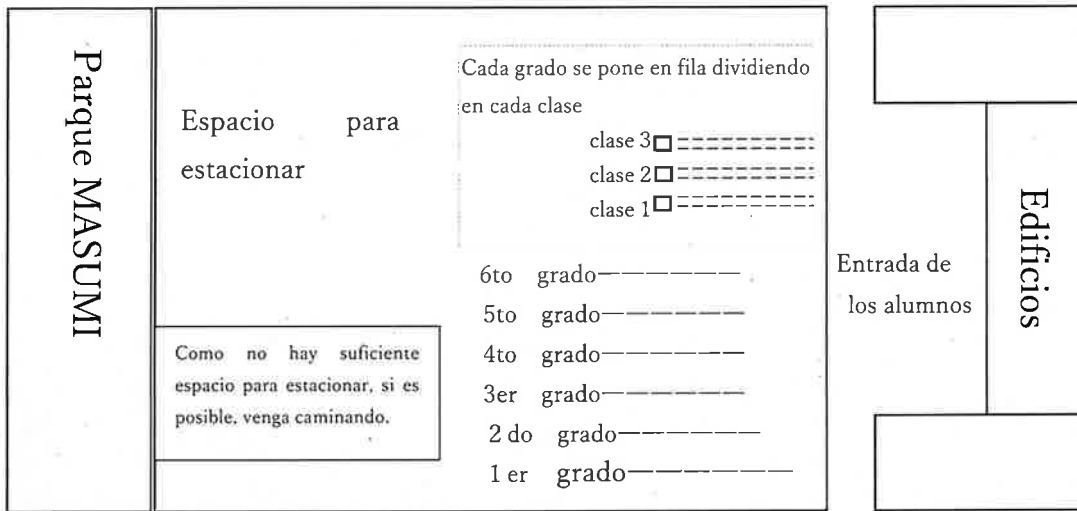 Parque MASUMI
Espacio para
estacionar
Como no hay suficiente
espacio para estacionar, si es
posible, venga caminando.
Cada grado se pone en fila dividiendo
en cada clase
clase 3
clase 2
clase 1
6to grado
5to grado
4to grado
3er grado
2 do grado
1 er grado
Entrada de
los alumnos
Edificios